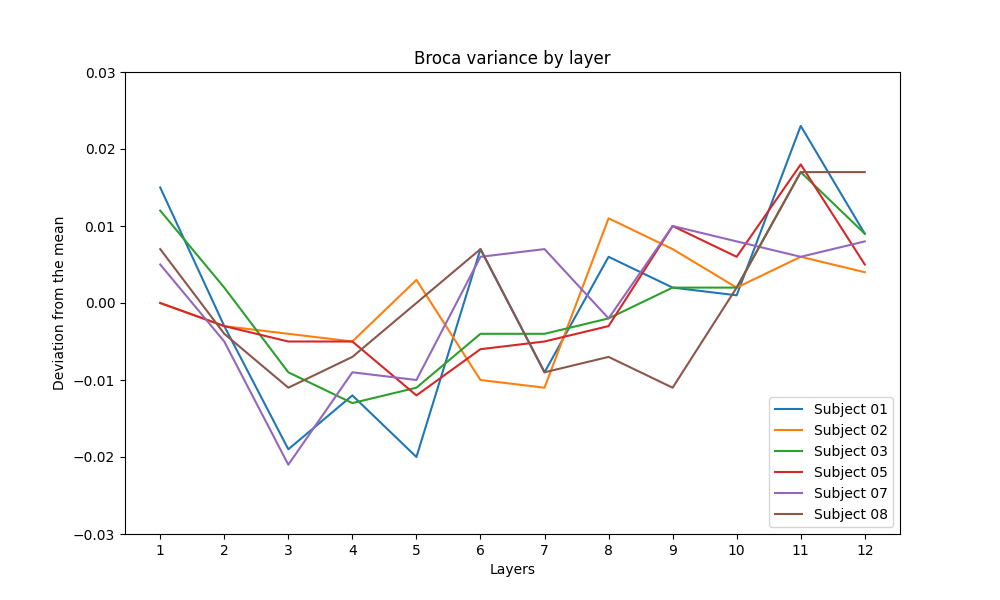 Broca variance by layer
0.03
0.02
0.01
0.00
−0.01
−0.02
−0.03
Deviation from the mean
1 2 3 4 5 6 7 8 9 10 11 12
Layers
Subject 01
Subject 02
Subject 03
Subject 05
Subject 07
Subject 08